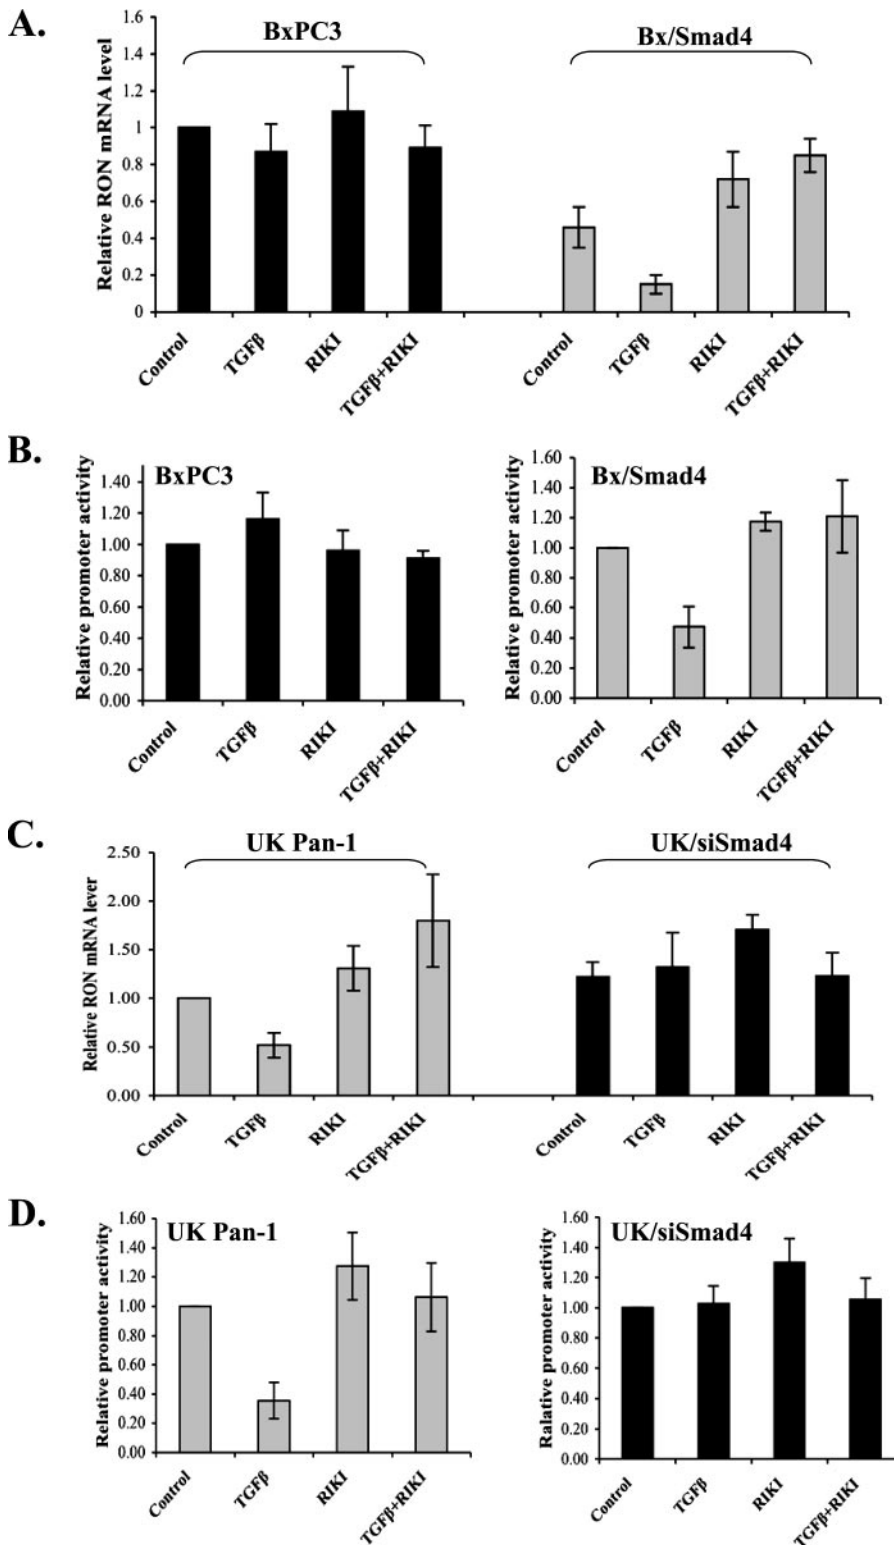 A.
BxPC3
Bx/Smad4
Relative RON mRNA level
1.6
1.4
1.2
1
0.8
0.6
0.4
0.2
0
Control
TGFβ
RIKI
TGFβ+RIKI
Control
TGFβ
RIKI
TGFβ+RIKI
B.
BxPC3
Relative promoter activity
1.40
1.20
1.00
0.80
0.60
0.40
0.20
0.00
Control
TGFβ
RIKI
TGFβ+RIKI
Bx/Smad4
Relative promoter activity
1.60
1.40
1.20
1.00
0.80
0.60
0.40
0.20
0.00
Control
TGFβ
RIKI
TGFβ+RIKI
C.
UK Pan-1
UK/siSmad4
Relative RON mRNA lever
2.50
2.00
1.50
1.00
0.50
0.00
Control
TGFβ
RIKI
TGFβ+RIKI
Control
TGFβ
RIKI
TGFβ+RIKI
D.
UK Pan-1
Relative promoter activity
1.60
1.40
1.20
1.00
0.80
0.60
0.40
0.20
0.00
Control
TGFβ
RIKI
TGFβ+RIKI
UK/siSmad4
Ralative promoter activity
1.60
1.40
1.20
1.00
0.80
0.60
0.40
0.20
0.00
Control
TGFβ
RIKI
TGFβ+RIKI